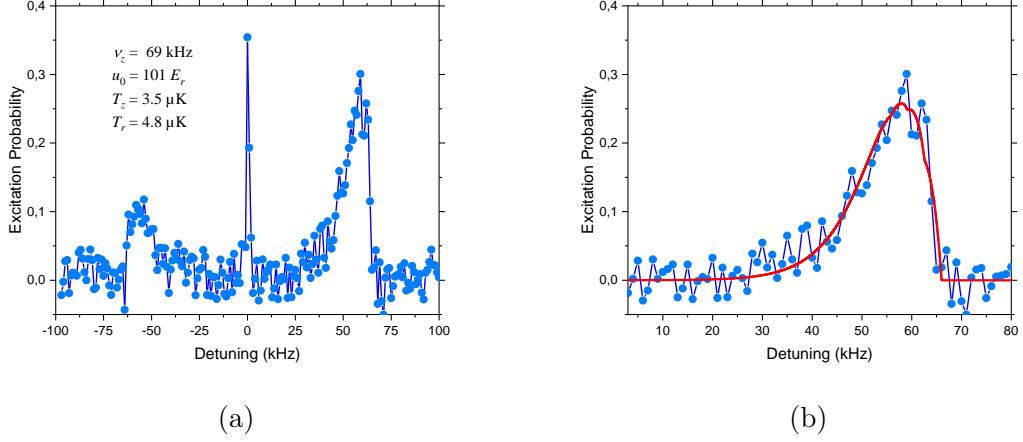 0,4
0,3
0,2
0,1
0,0
Excitation Probability
ν_z = 69 kHz
u_0 = 101 E_r
T_z = 3.5 µK
T_r = 4.8 µK
-100 -75 -50 -25 0 25 50 75 100
Detuning (kHz)
(a)
0,4
0,3
0,2
0,1
0,0
Excitation Probability
10 20 30 40 50 60 70 80
Detuning (kHz)
(b)